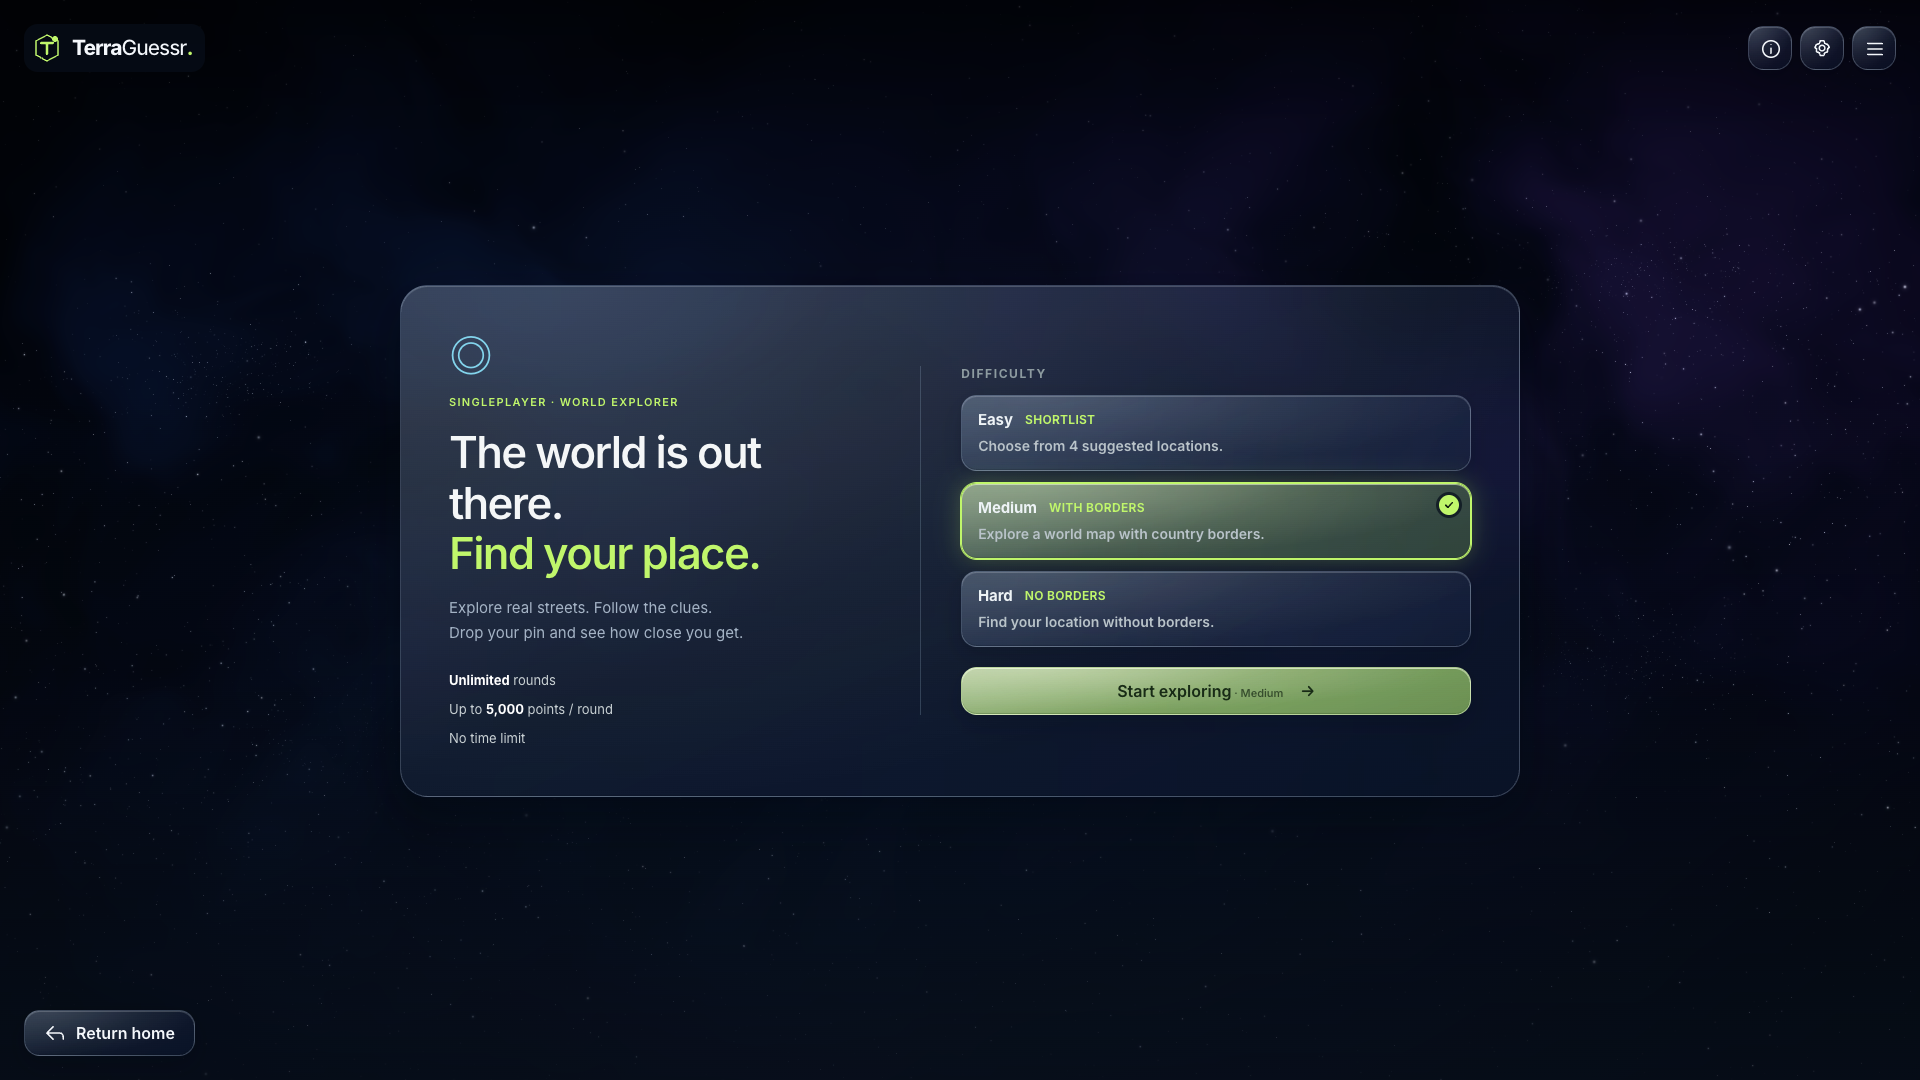 TerraGuessr.
SINGLEPLAYER · WORLD EXPLORER
The world is out
there.
Find your place.
Explore real streets. Follow the clues.
Drop your pin and see how close you get.
Unlimited rounds
Up to 5,000 points / round
No time limit
DIFFICULTY
Easy SHORTLIST
Choose from 4 suggested locations.
Medium WITH BORDERS
Explore a world map with country borders.
Hard NO BORDERS
Find your location without borders.
Start exploring · Medium →
Return home